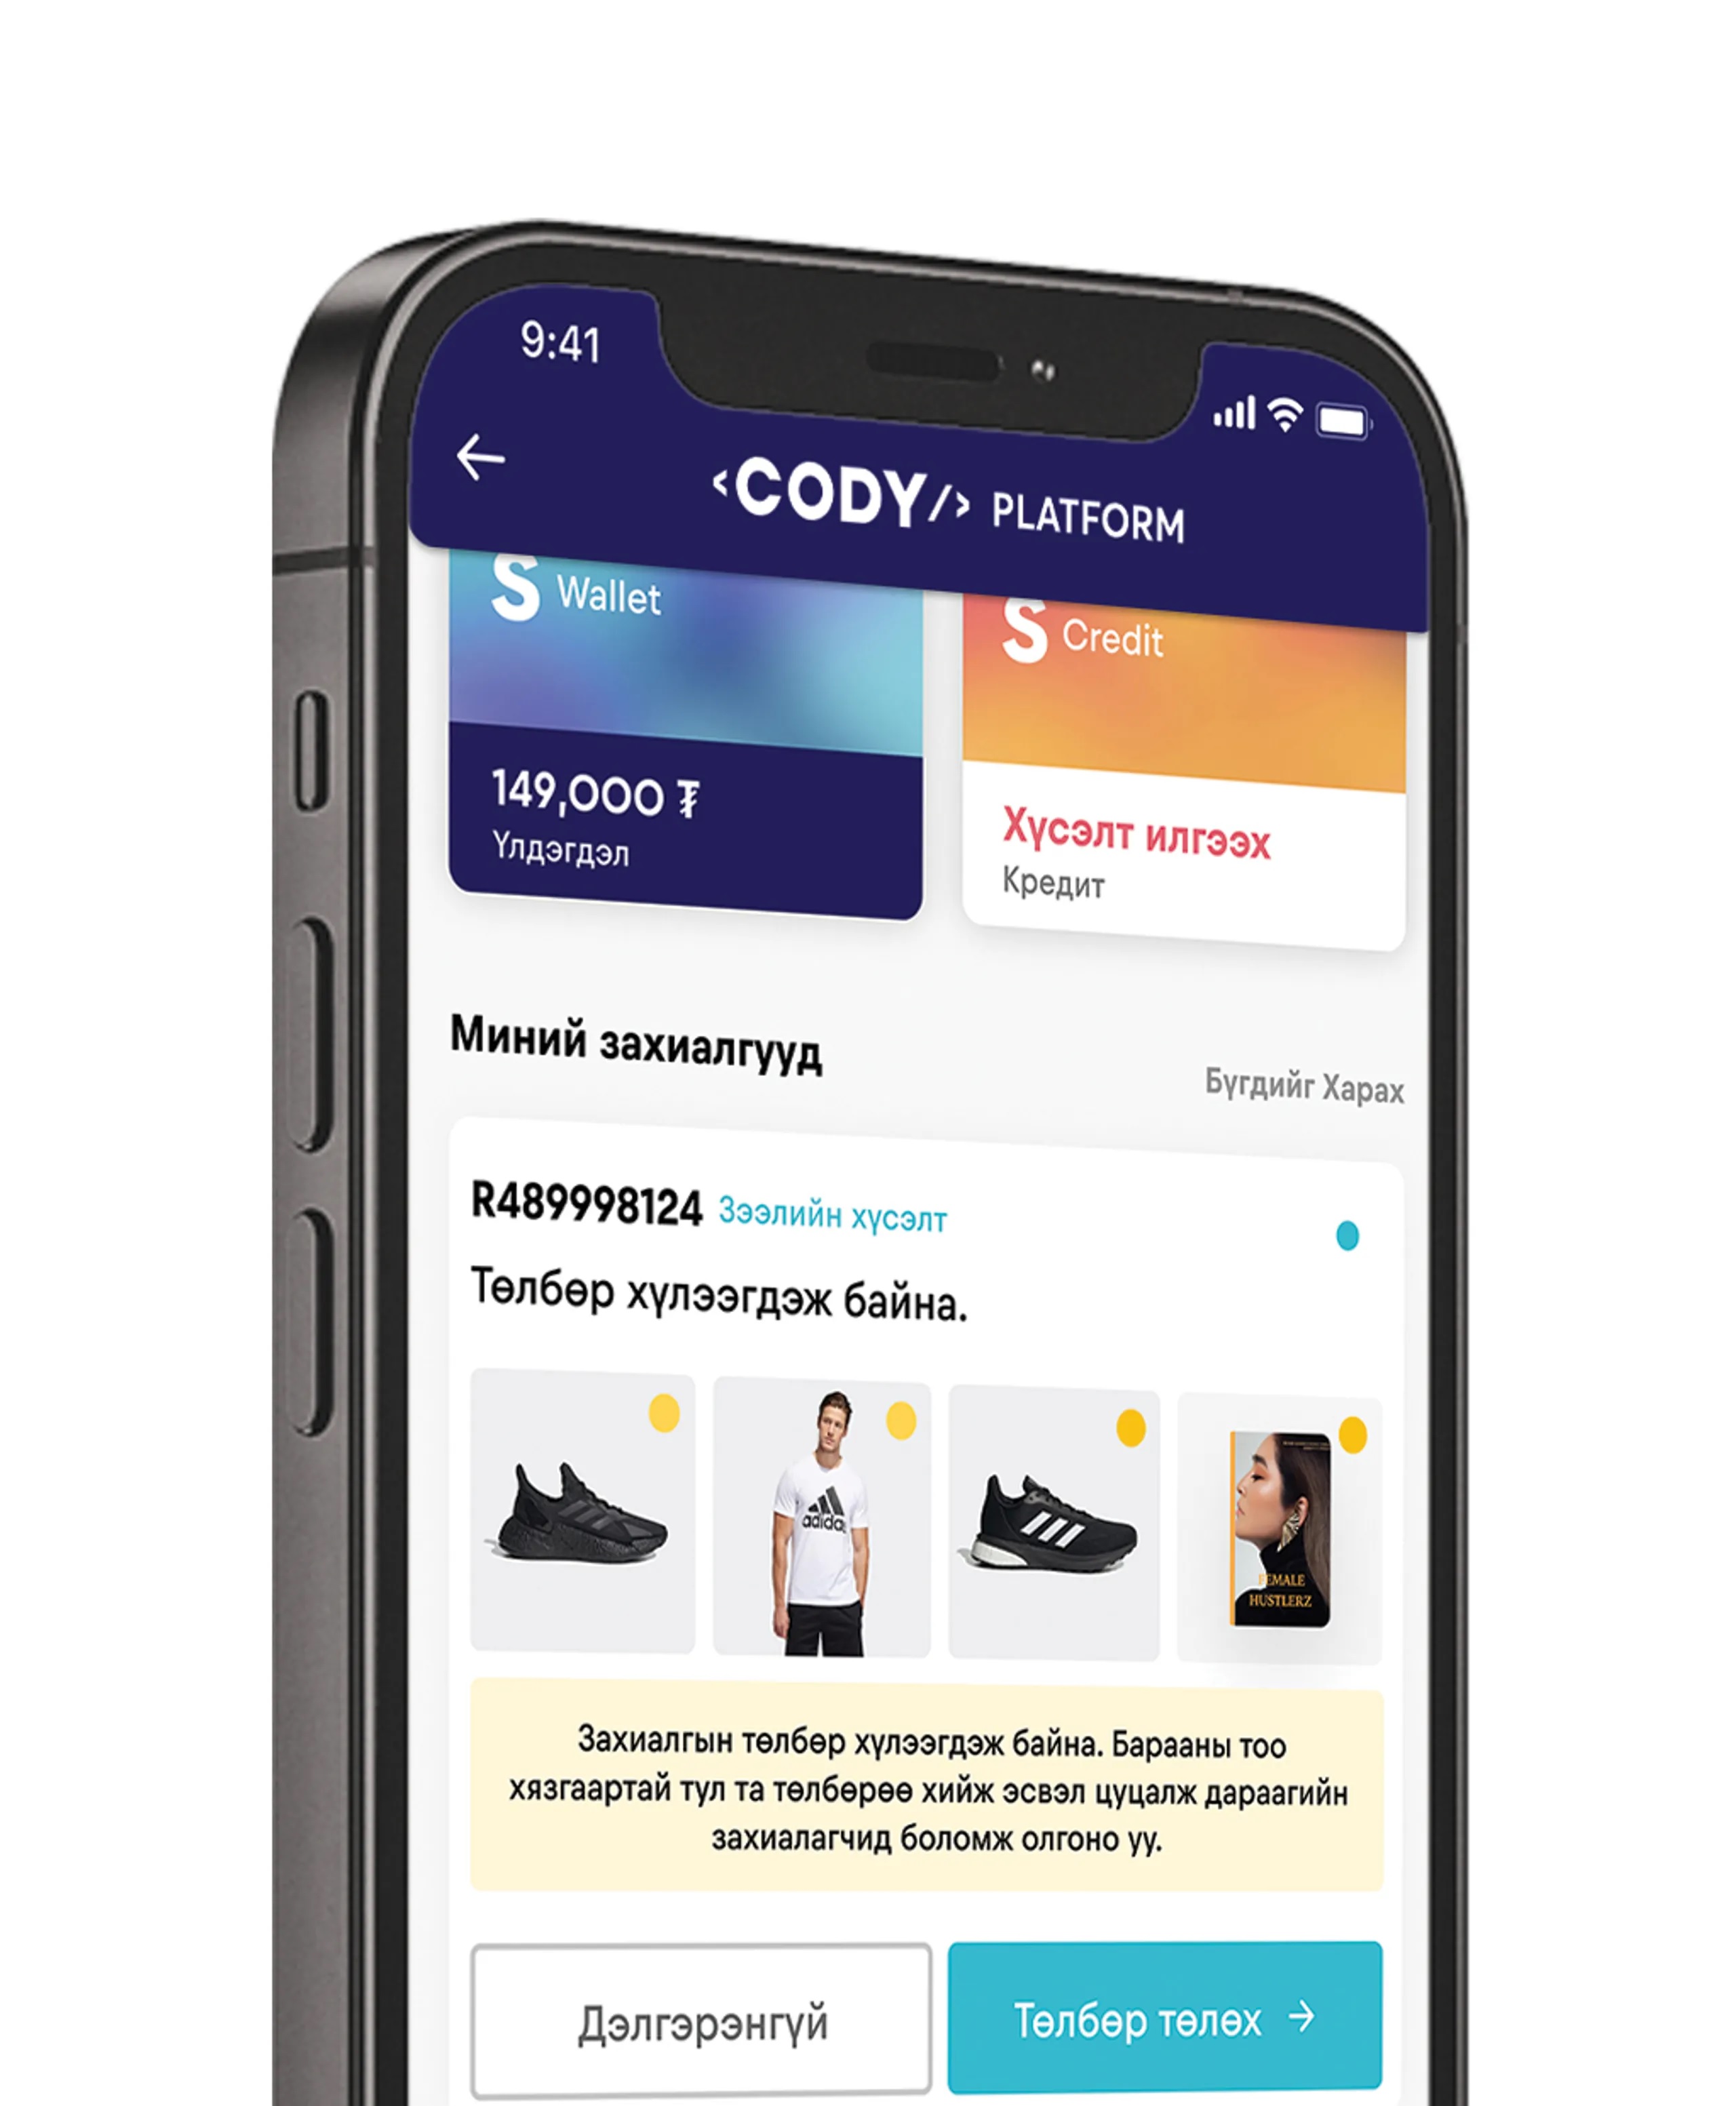 9:41
<CODY/> PLATFORM
S Wallet
149,000 ₮
Үлдэгдэл
S Credit
Хүсэлт илгээх
Кредит
Миний захиалгууд
Бүгдийг Харах
R489998124 Зээлийн хүсэлт
Төлбөр хүлээгдэж байна.
adidas
FEMALE
HUSTLERZ
Захиалгын төлбөр хүлээгдэж байна. Барааны тоо
хязгаартай тул та төлбөрөө хийж эсвэл цуцалж дараагийн
захиалагчид боломж олгоно уу.
Дэлгэрэнгүй
Төлбөр төлөх →